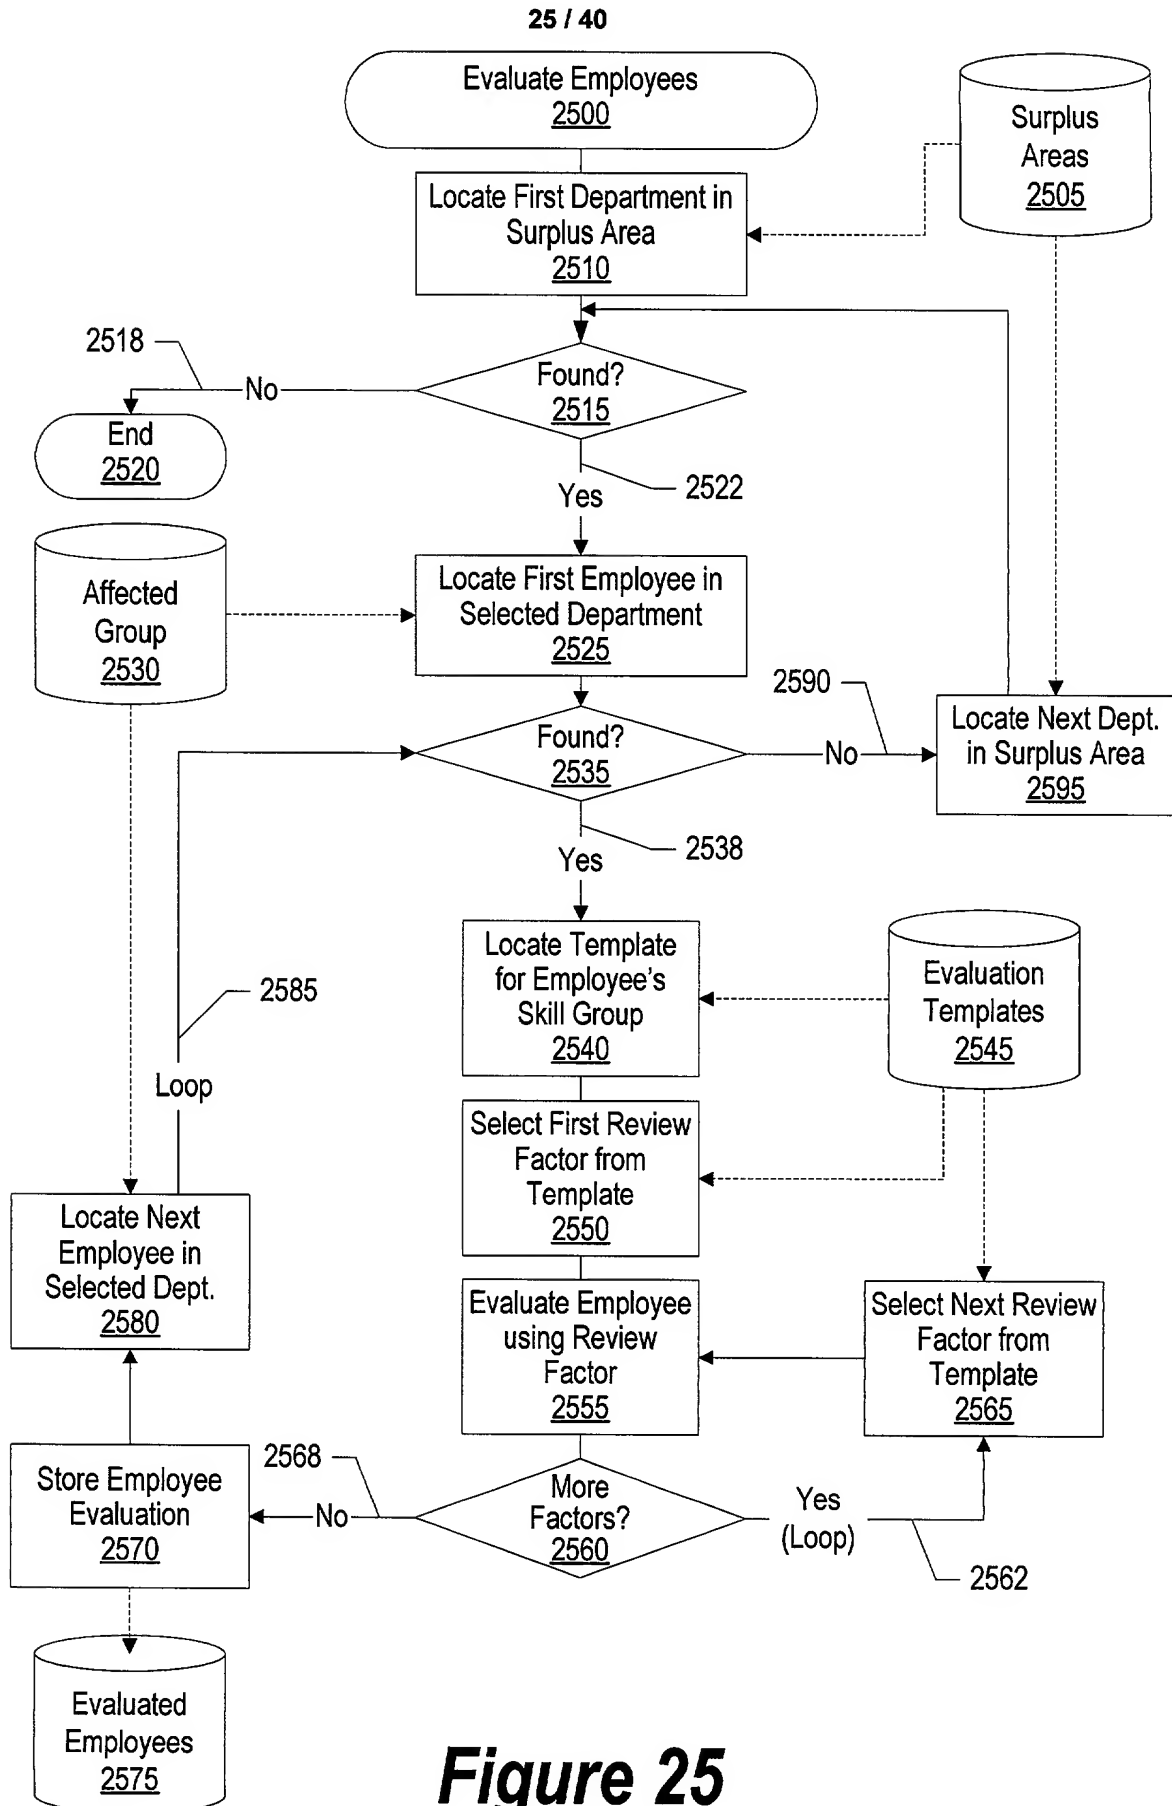 25 / 40
Evaluate Employees
2500
Surplus
Areas
2505
Locate First Department in
Surplus Area
2510
2518
No
Found?
2515
End
2520
2522
Yes
Affected
Group
2530
Locate First Employee in
Selected Department
2525
2590
Found?
2535
No
Locate Next Dept.
in Surplus Area
2595
2538
Yes
Locate Template
for Employee's
Skill Group
2540
Evaluation
Templates
2545
2585
Loop
Select First Review
Factor from
Template
2550
Locate Next
Employee in
Selected Dept.
2580
Evaluate Employee
using Review
Factor
2555
Select Next Review
Factor from
Template
2565
2568
Store Employee
Evaluation
2570
No
More
Factors?
2560
Yes
(Loop)
2562
Evaluated
Employees
2575
Figure 25